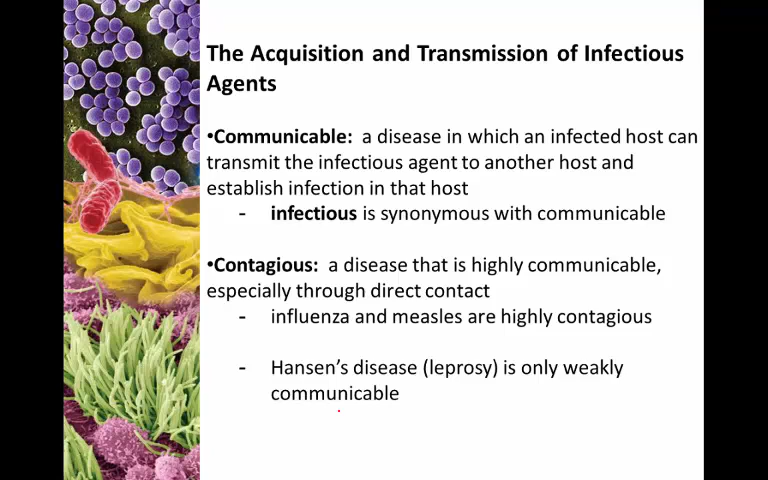 The Acquisition and Transmission of Infectious
Agents
•Communicable: a disease in which an infected host can
transmit the infectious agent to another host and
establish infection in that host
- infectious is synonymous with communicable
•Contagious: a disease that is highly communicable,
especially through direct contact
- influenza and measles are highly contagious
- Hansen's disease (leprosy) is only weakly
communicable